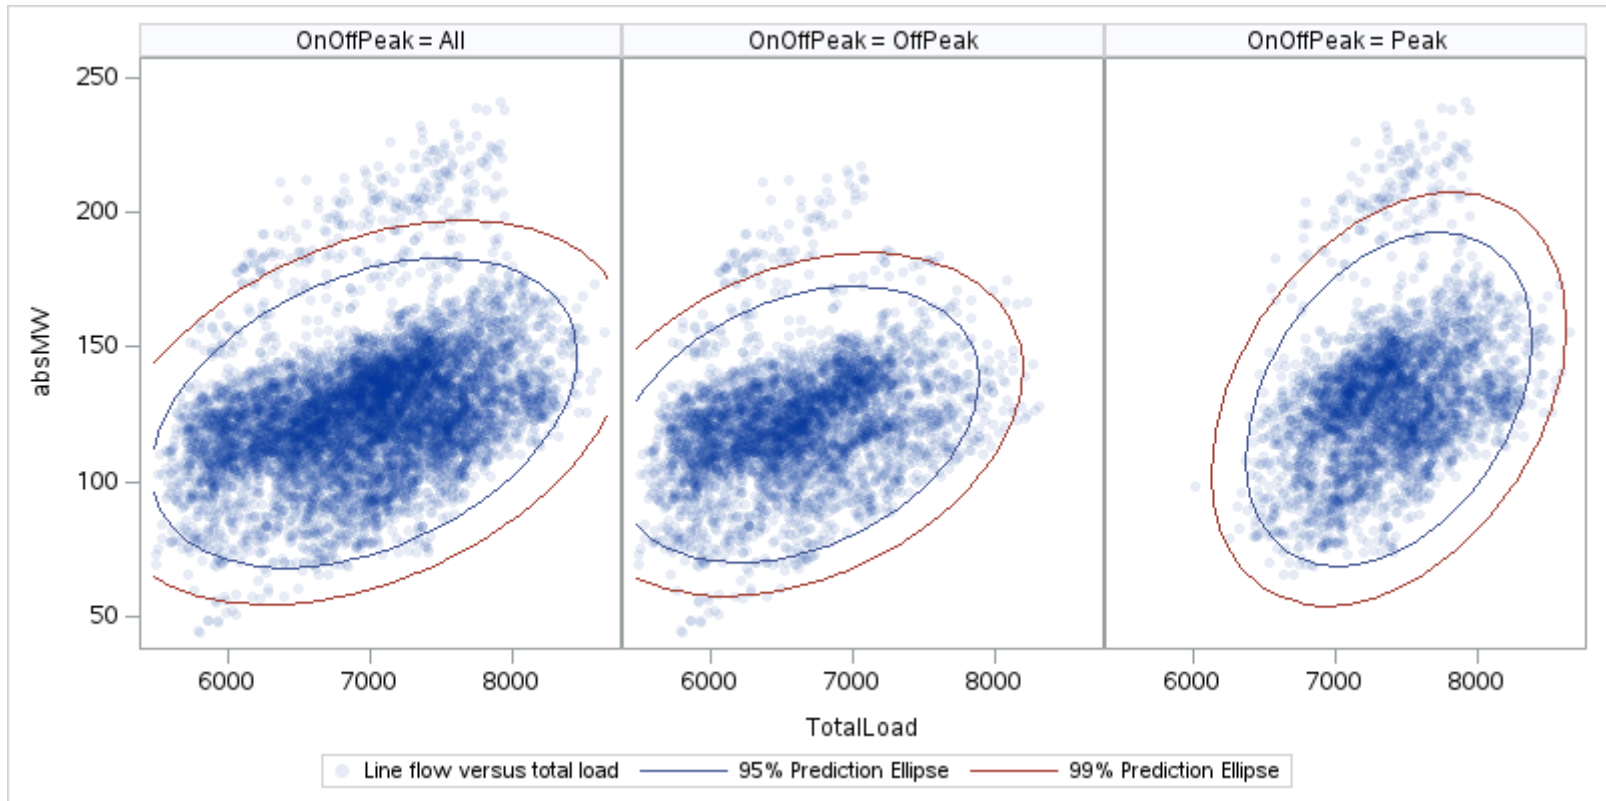 OnOffPeak = All
OnOffPeak = OffPeak
OnOffPeak = Peak
absMW
250
200
150
100
50
6000 7000 8000
6000 7000 8000
6000 7000 8000
TotalLoad
Line flow versus total load
95% Prediction Ellipse
99% Prediction Ellipse